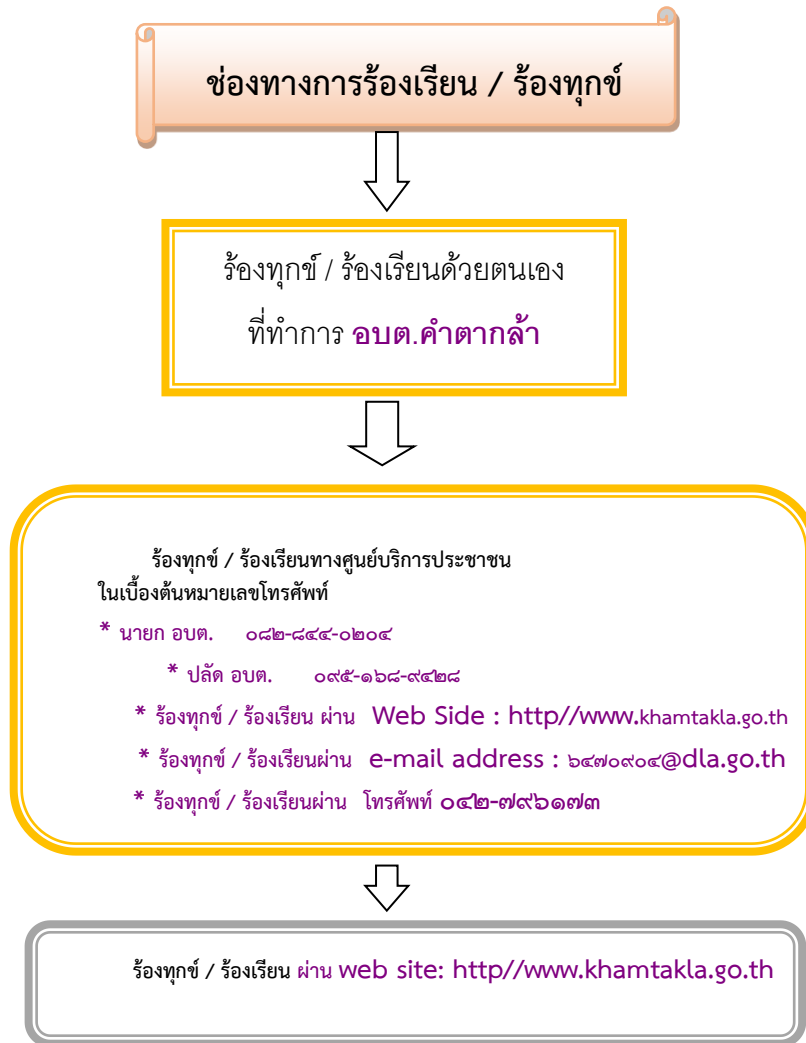 ช่องทางการร้องเรียน / ร้องทุกข์
ร้องทุกข์ / ร้องเรียนด้วยตนเอง
ที่ทำการ อบต.คำตากล้า
ร้องทุกข์ / ร้องเรียนทางศูนย์บริการประชาชน
ในเบื้องต้นหมายเลขโทรศัพท์
* นายก อบต. ๐๘๒-๘๔๔-๐๒๐๔
* ปลัด อบต. ๐๙๕-๑๖๘-๙๔๒๘
* ร้องทุกข์ / ร้องเรียน ผ่าน Web Side : http//www.khamtakla.go.th
* ร้องทุกข์ / ร้องเรียนผ่าน e-mail address : ๖๔๗๐๙๐๔@dla.go.th
* ร้องทุกข์ / ร้องเรียนผ่าน โทรศัพท์ ๐๔๒-๗๙๖๑๗๓
ร้องทุกข์ / ร้องเรียน ผ่าน web site: http//www.khamtakla.go.th